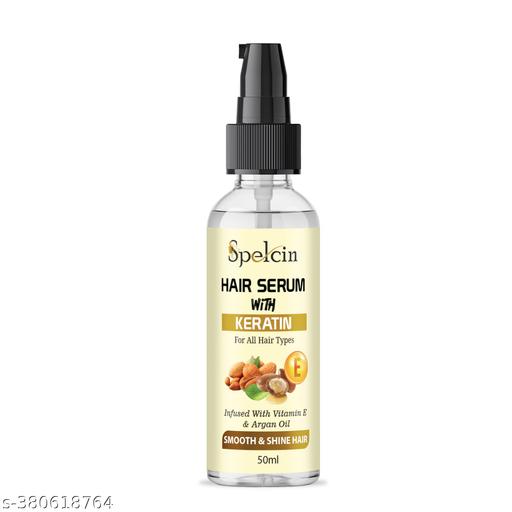 Spelcin
HAIR SERUM
WITH
KERATIN
For All Hair Types
E
Infused With Vitamin E
& Argan Oil
SMOOTH & SHINE HAIR
50ml
s-380618764